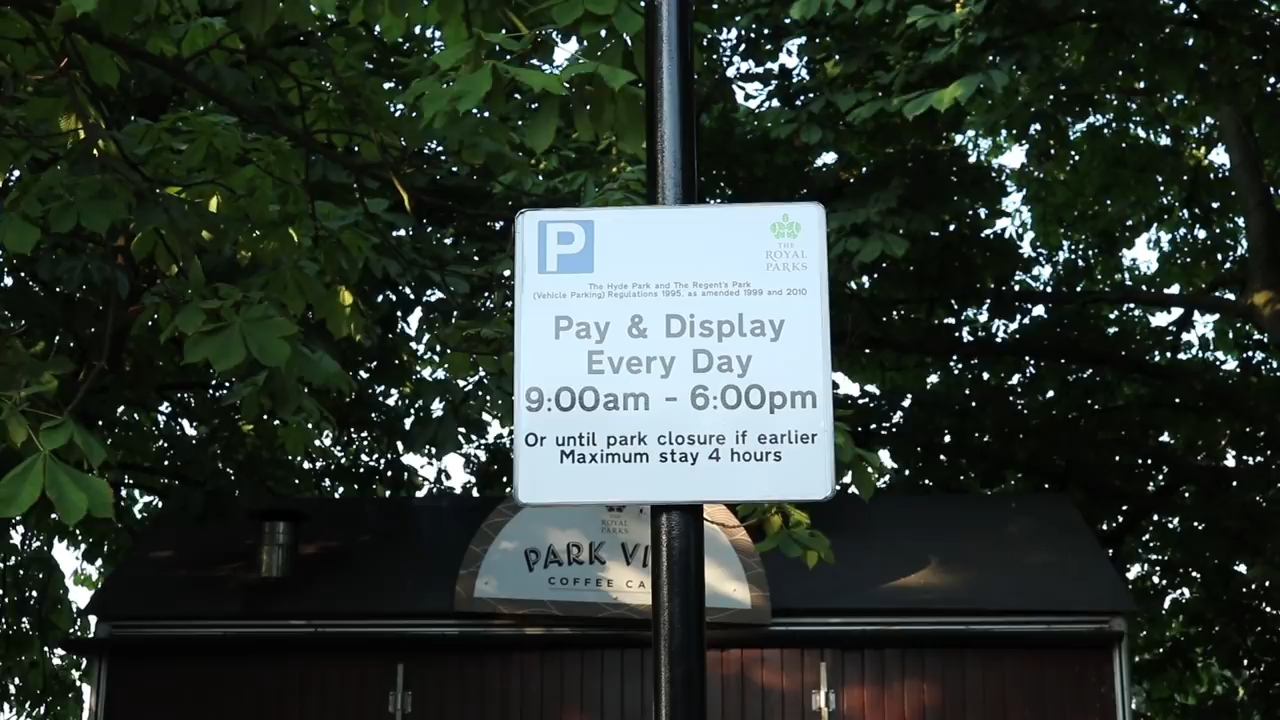 P
THE
ROYAL
PARKS
The Hyde Park and The Regent's Park
(Vehicle Parking) Regulations 1995, as amended 1999 and 2010
Pay & Display
Every Day
9:00am - 6:00pm
Or until park closure if earlier
Maximum stay 4 hours
THE
ROYAL
PARKS
PARK VI
COFFEE CA